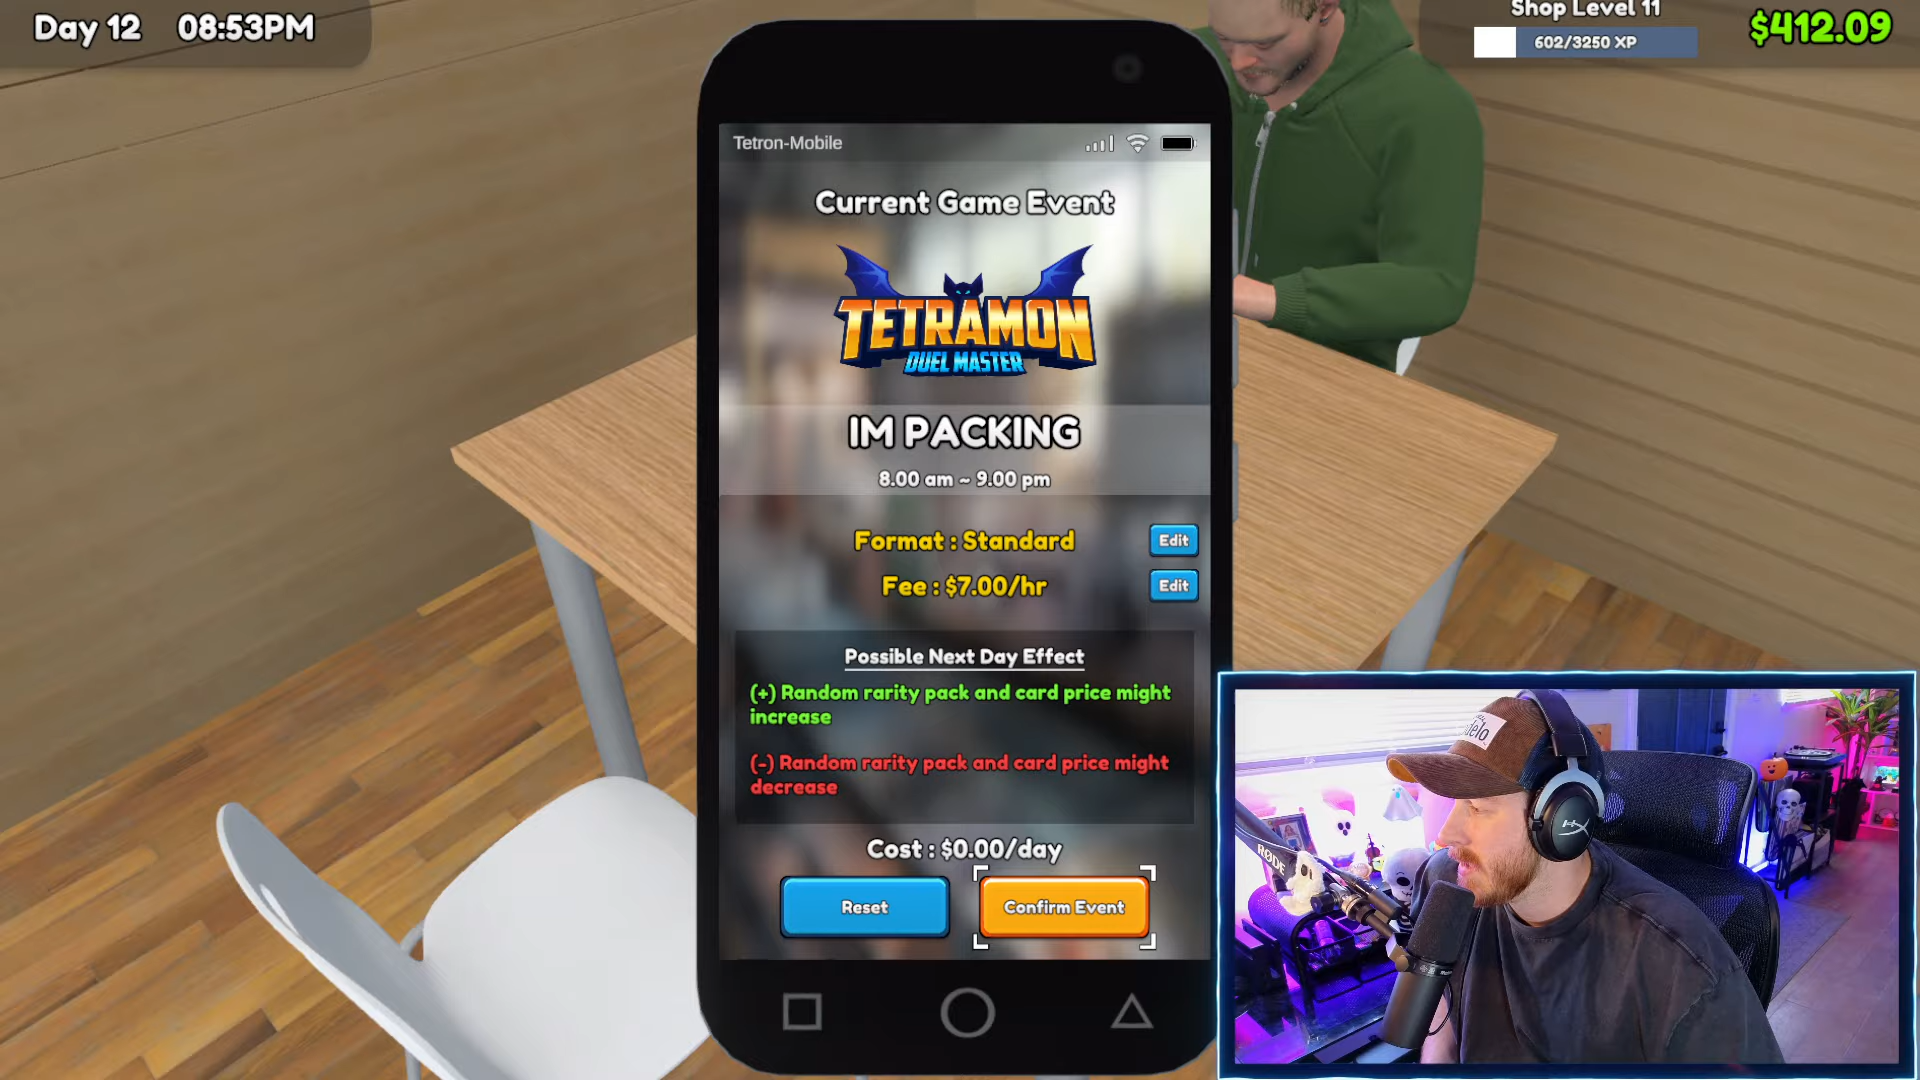 Day 12 08:53PM
Shop Level 11
602/3250 XP
$412.09
Tetron-Mobile
Current Game Event
TETRAMON
DUEL MASTER
IM PACKING
8.00 am ~ 9.00 pm
Format : Standard
Edit
Fee : $7.00/hr
Edit
Possible Next Day Effect
(+) Random rarity pack and card price might
increase
(-) Random rarity pack and card price might
decrease
Cost : $0.00/day
Reset
Confirm Event
RØDE
HX